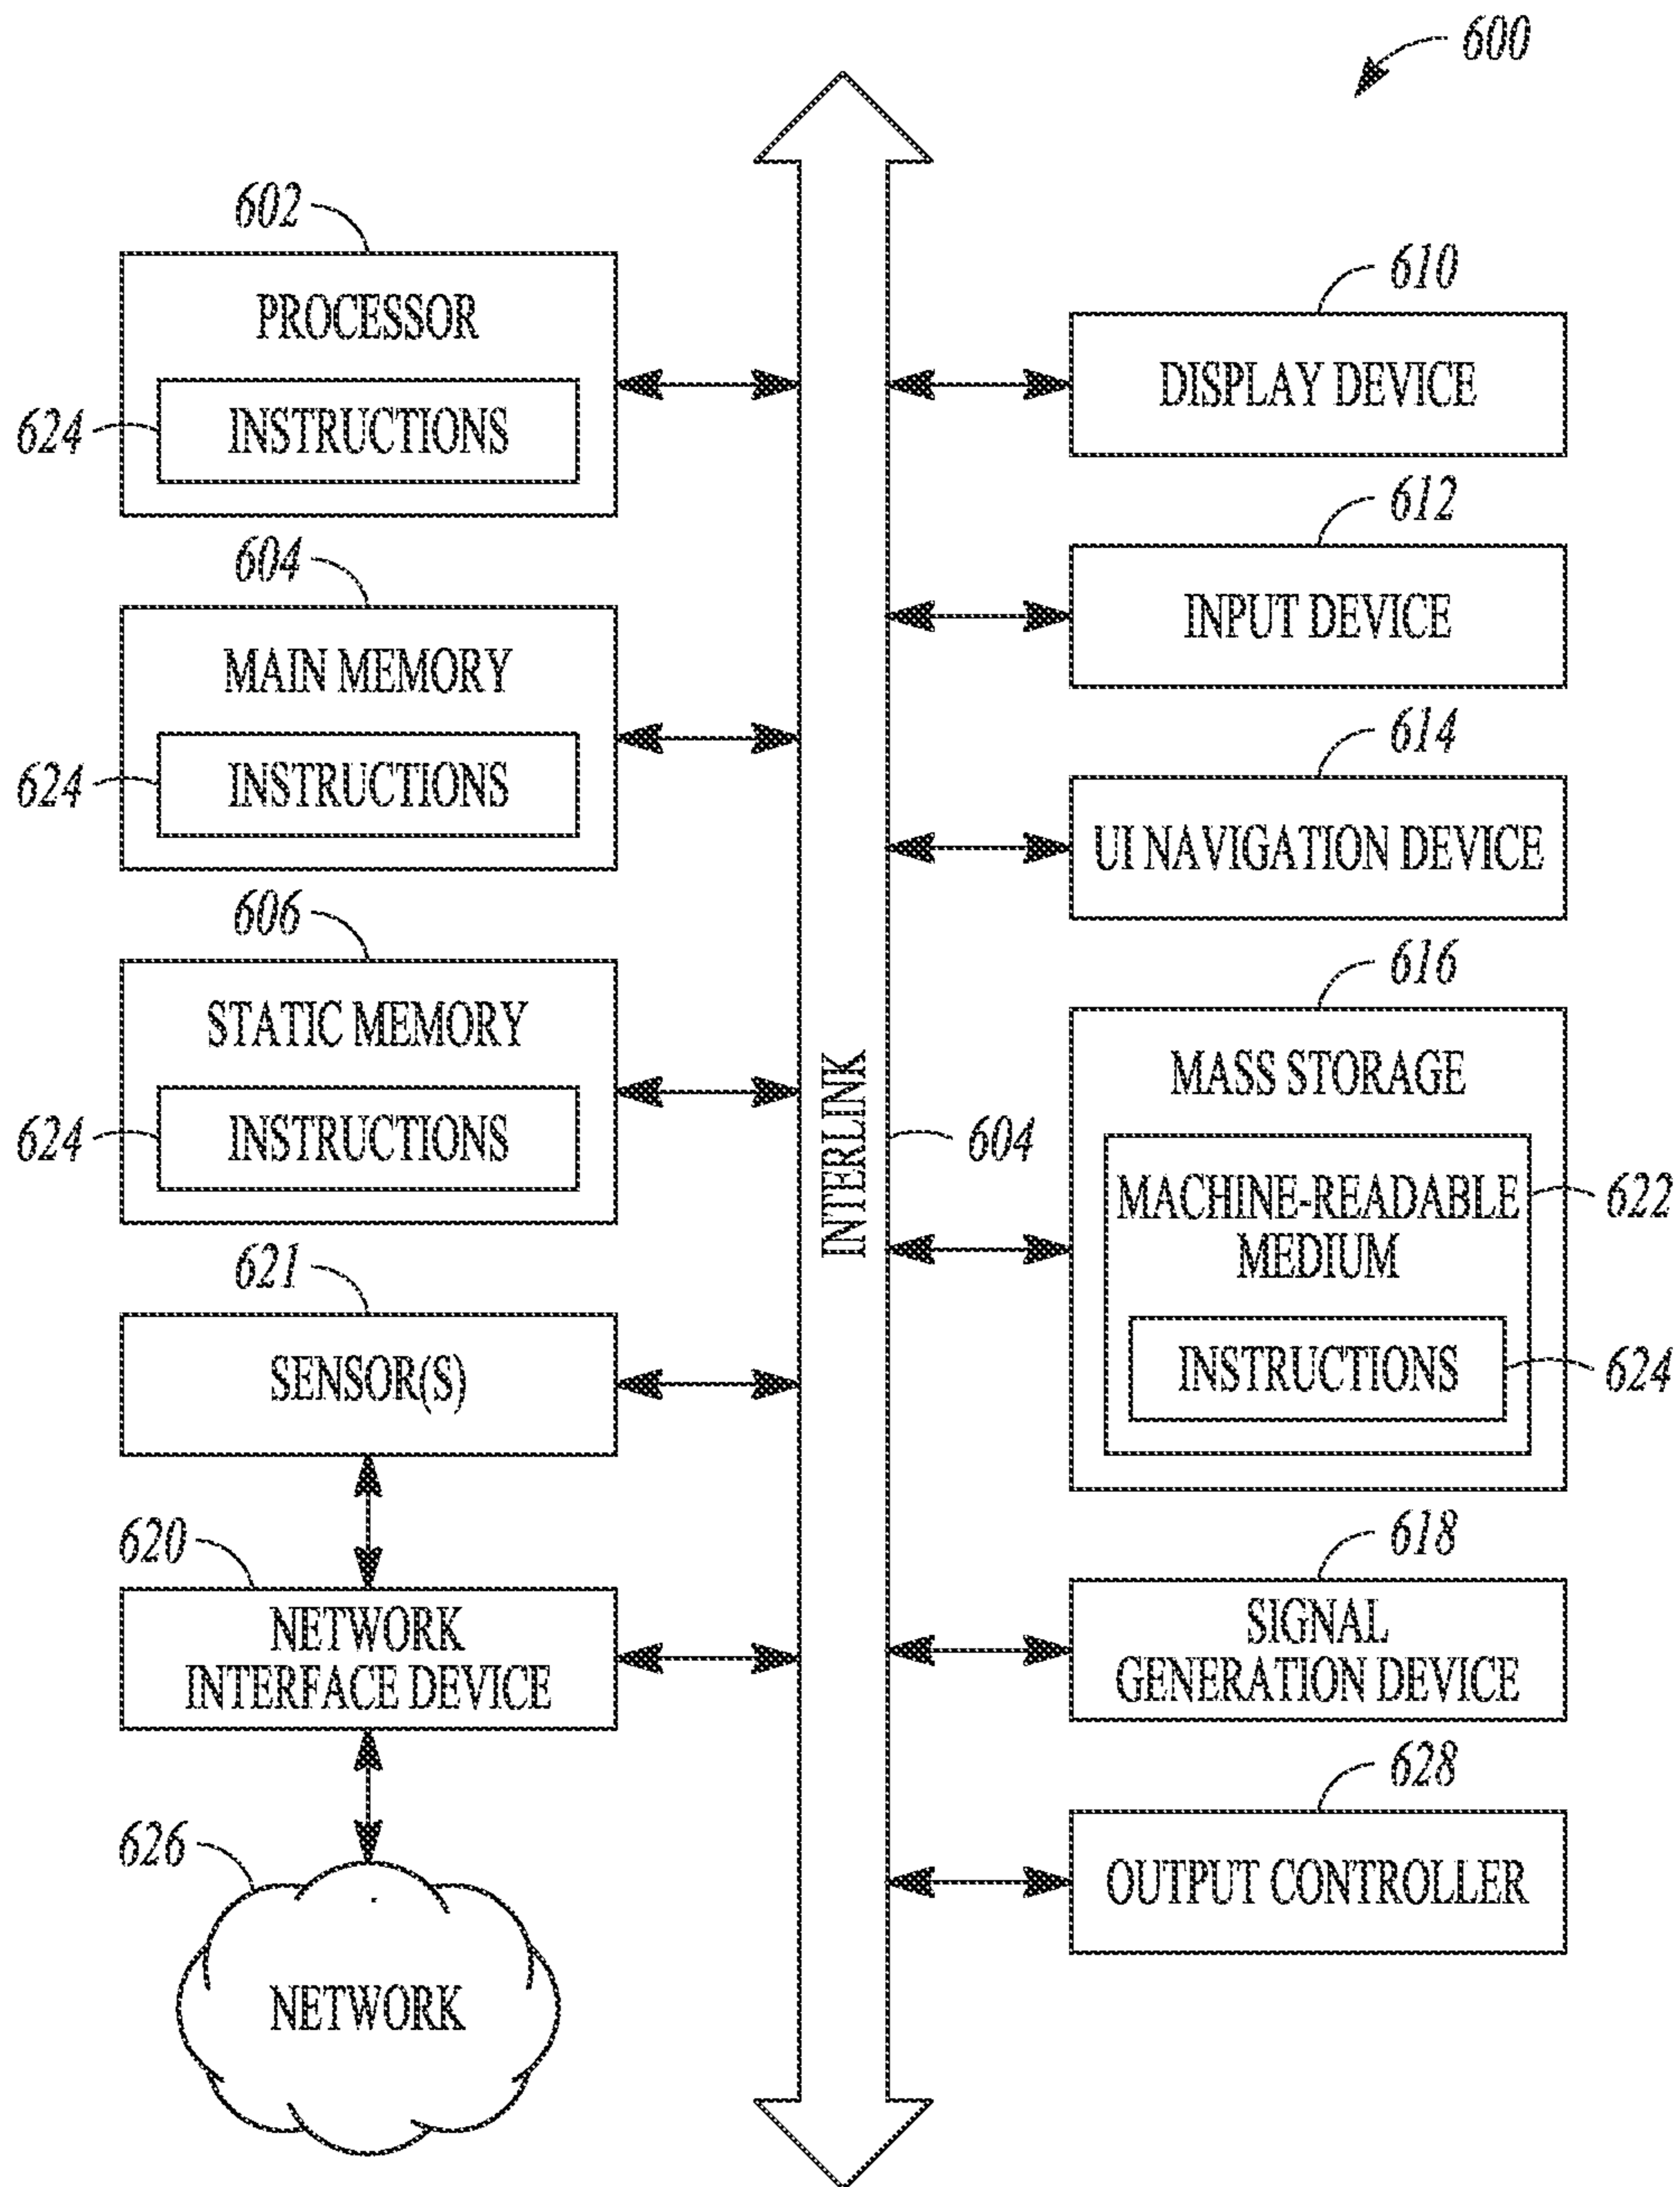 600
602
PROCESSOR
624
INSTRUCTIONS
604
MAIN MEMORY
624
INSTRUCTIONS
606
STATIC MEMORY
624
INSTRUCTIONS
621
SENSOR(S)
620
NETWORK
INTERFACE DEVICE
626
NETWORK
INTERLINK
604
610
DISPLAY DEVICE
612
INPUT DEVICE
614
UI NAVIGATION DEVICE
616
MASS STORAGE
MACHINE-READABLE
MEDIUM
622
INSTRUCTIONS
624
618
SIGNAL
GENERATION DEVICE
628
OUTPUT CONTROLLER